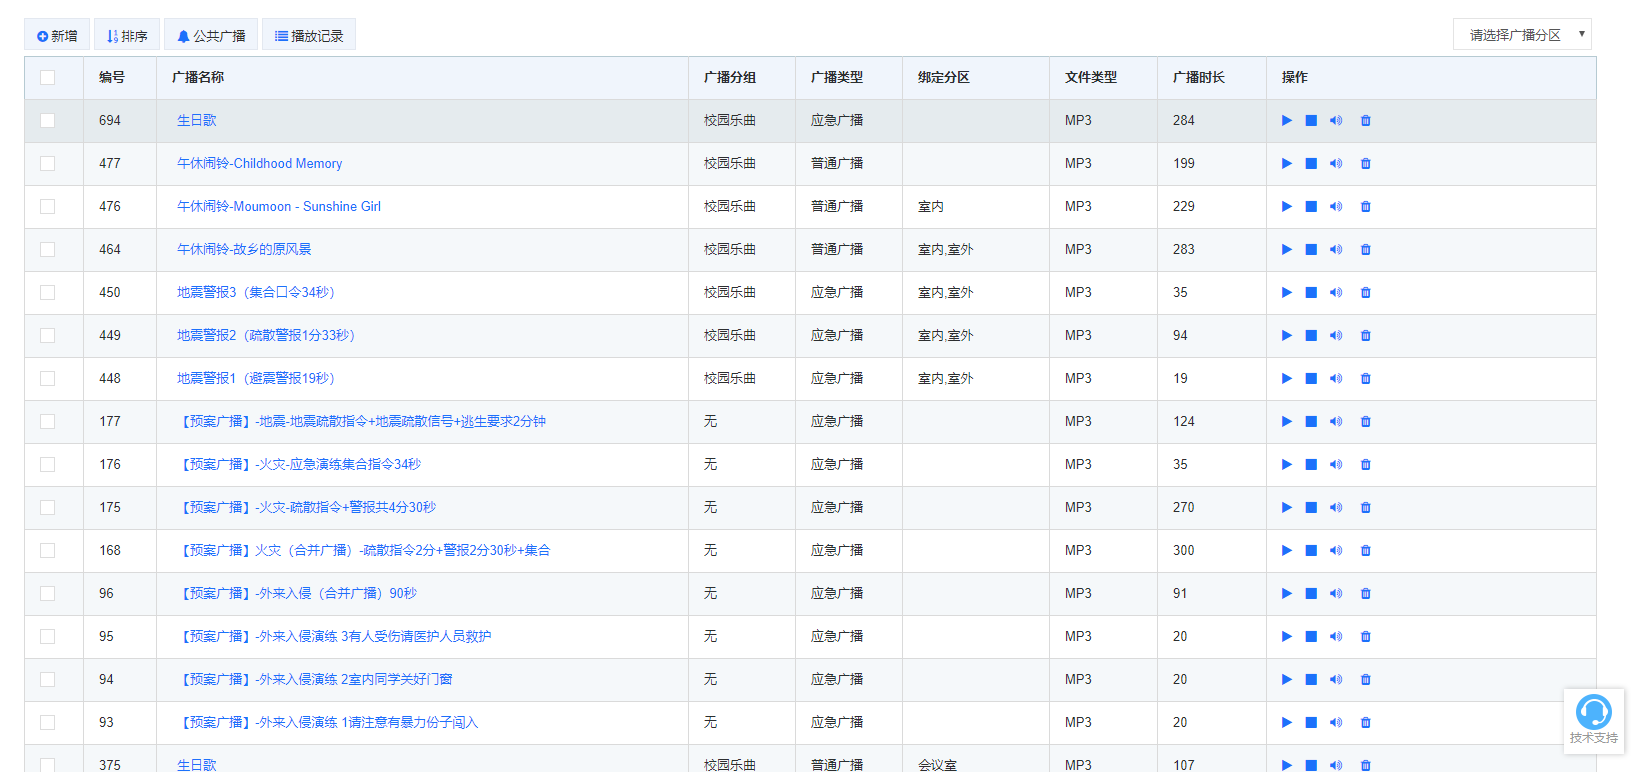 新增 排序 公共广播 播放记录 请选择广播分区
编号 广播名称 广播分组 广播类型 绑定分区 文件类型 广播时长 操作
694 生日歌 校园乐曲 应急广播 MP3 284
477 午休闹铃-Childhood Memory 校园乐曲 普通广播 MP3 199
476 午休闹铃-Moumoon - Sunshine Girl 校园乐曲 普通广播 室内 MP3 229
464 午休闹铃-故乡的原风景 校园乐曲 普通广播 室内,室外 MP3 283
450 地震警报3（集合口令34秒） 校园乐曲 应急广播 室内,室外 MP3 35
449 地震警报2（疏散警报1分33秒） 校园乐曲 应急广播 室内,室外 MP3 94
448 地震警报1（避震警报19秒） 校园乐曲 应急广播 室内,室外 MP3 19
177 【预案广播】-地震-地震疏散指令+地震疏散信号+逃生要求2分钟 无 应急广播 MP3 124
176 【预案广播】-火灾-应急演练集合指令34秒 无 应急广播 MP3 35
175 【预案广播】-火灾-疏散指令+警报共4分30秒 无 应急广播 MP3 270
168 【预案广播】火灾（合并广播）-疏散指令2分+警报2分30秒+集合 无 应急广播 MP3 300
96 【预案广播】-外来入侵（合并广播）90秒 无 应急广播 MP3 91
95 【预案广播】-外来入侵演练 3有人受伤请医护人员救护 无 应急广播 MP3 20
94 【预案广播】-外来入侵演练 2室内同学关好门窗 无 应急广播 MP3 20
93 【预案广播】-外来入侵演练 1请注意有暴力份子闯入 无 应急广播 MP3 20
技术支持
375 生日歌 校园乐曲 普通广播 会议室 MP3 107